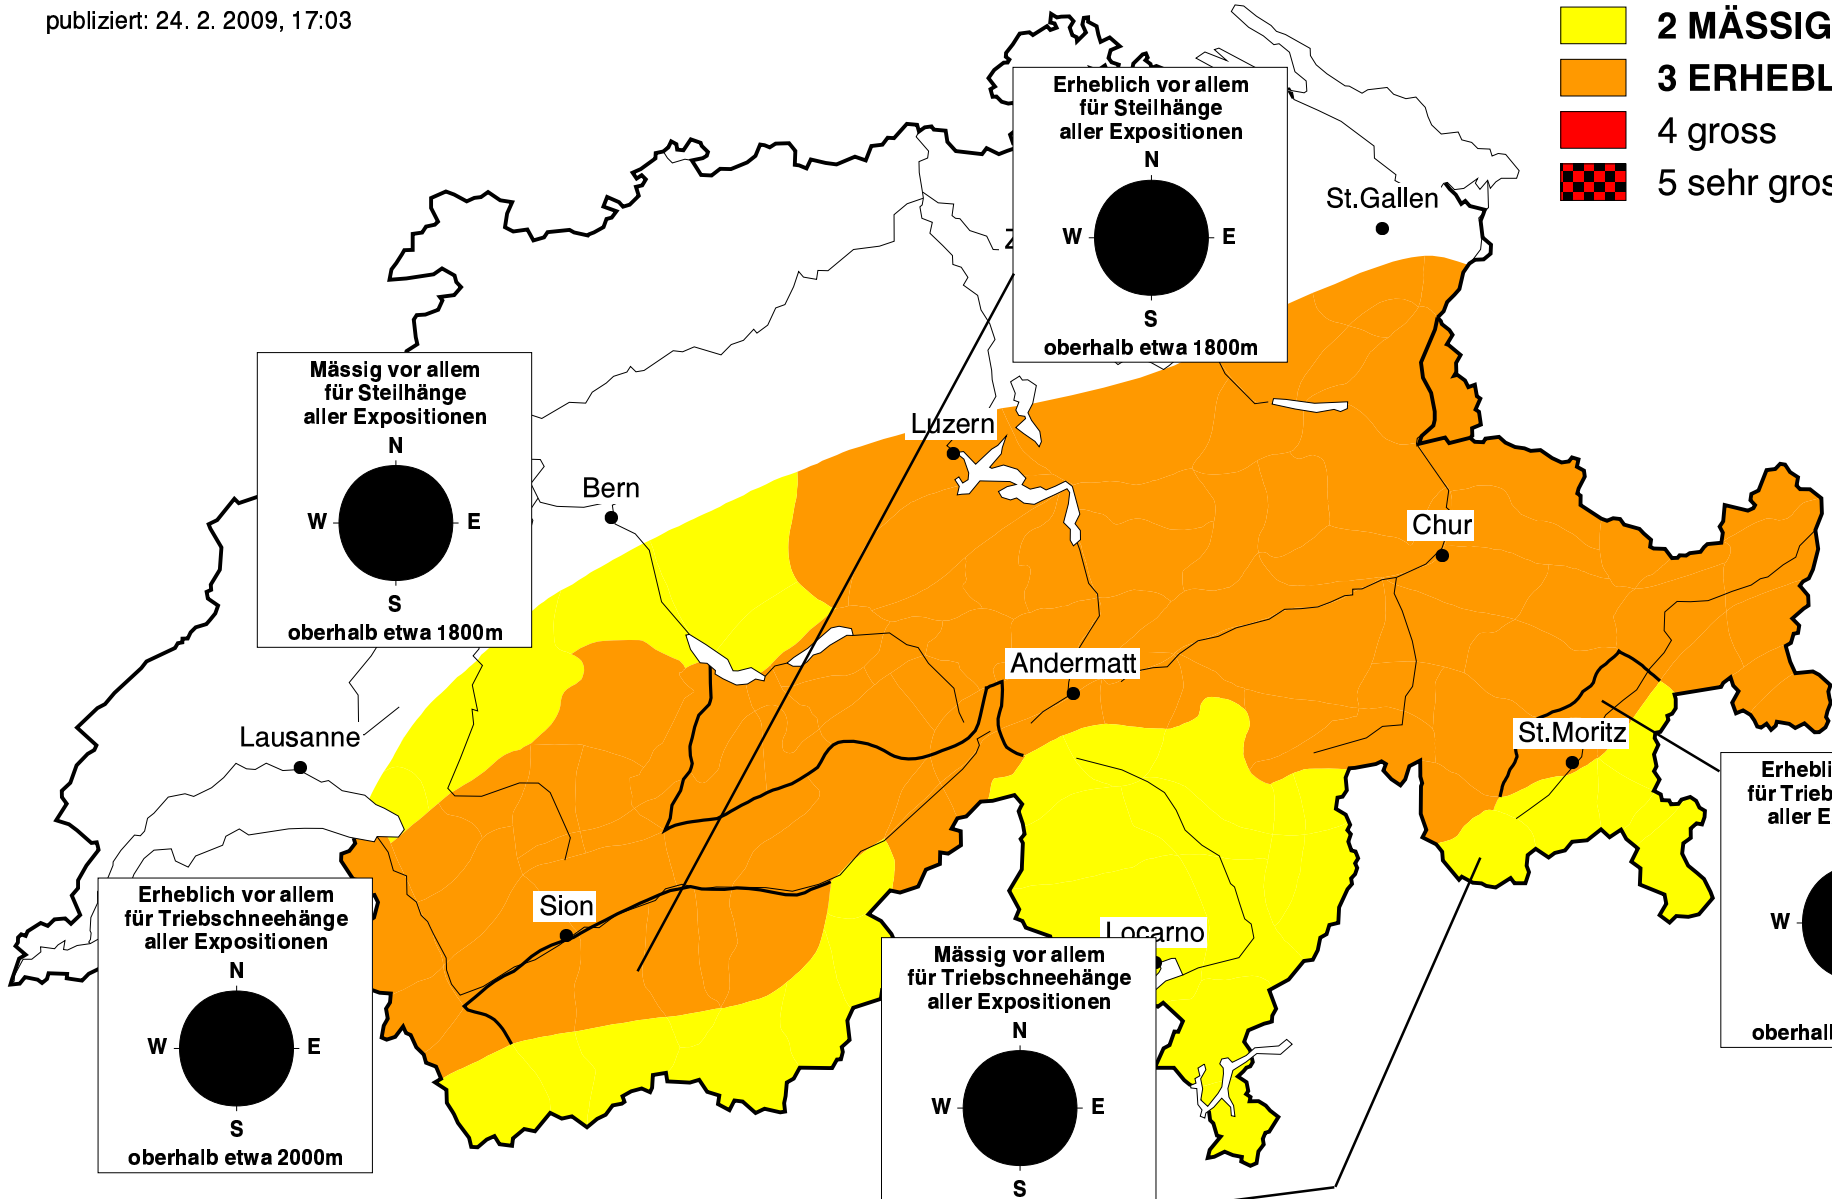 publiziert: 24. 2. 2009, 17:03
2 MÄSSIG
3 ERHEBL
4 gross
5 sehr gros
Erheblich vor allem
für Steilhänge
aller Expositionen
N
W E
S
oberhalb etwa 1800m
St.Gallen
Z
Mässig vor allem
für Steilhänge
aller Expositionen
N
W E
S
oberhalb etwa 1800m
Luzern
Bern
Chur
Andermatt
Lausanne
St.Moritz
Erhebli
für Trieb
aller E
W
oberhalb
Sion
Locarno
Erheblich vor allem
für Triebschneehänge
aller Expositionen
N
W E
S
oberhalb etwa 2000m
Mässig vor allem
für Triebschneehänge
aller Expositionen
N
W E
S